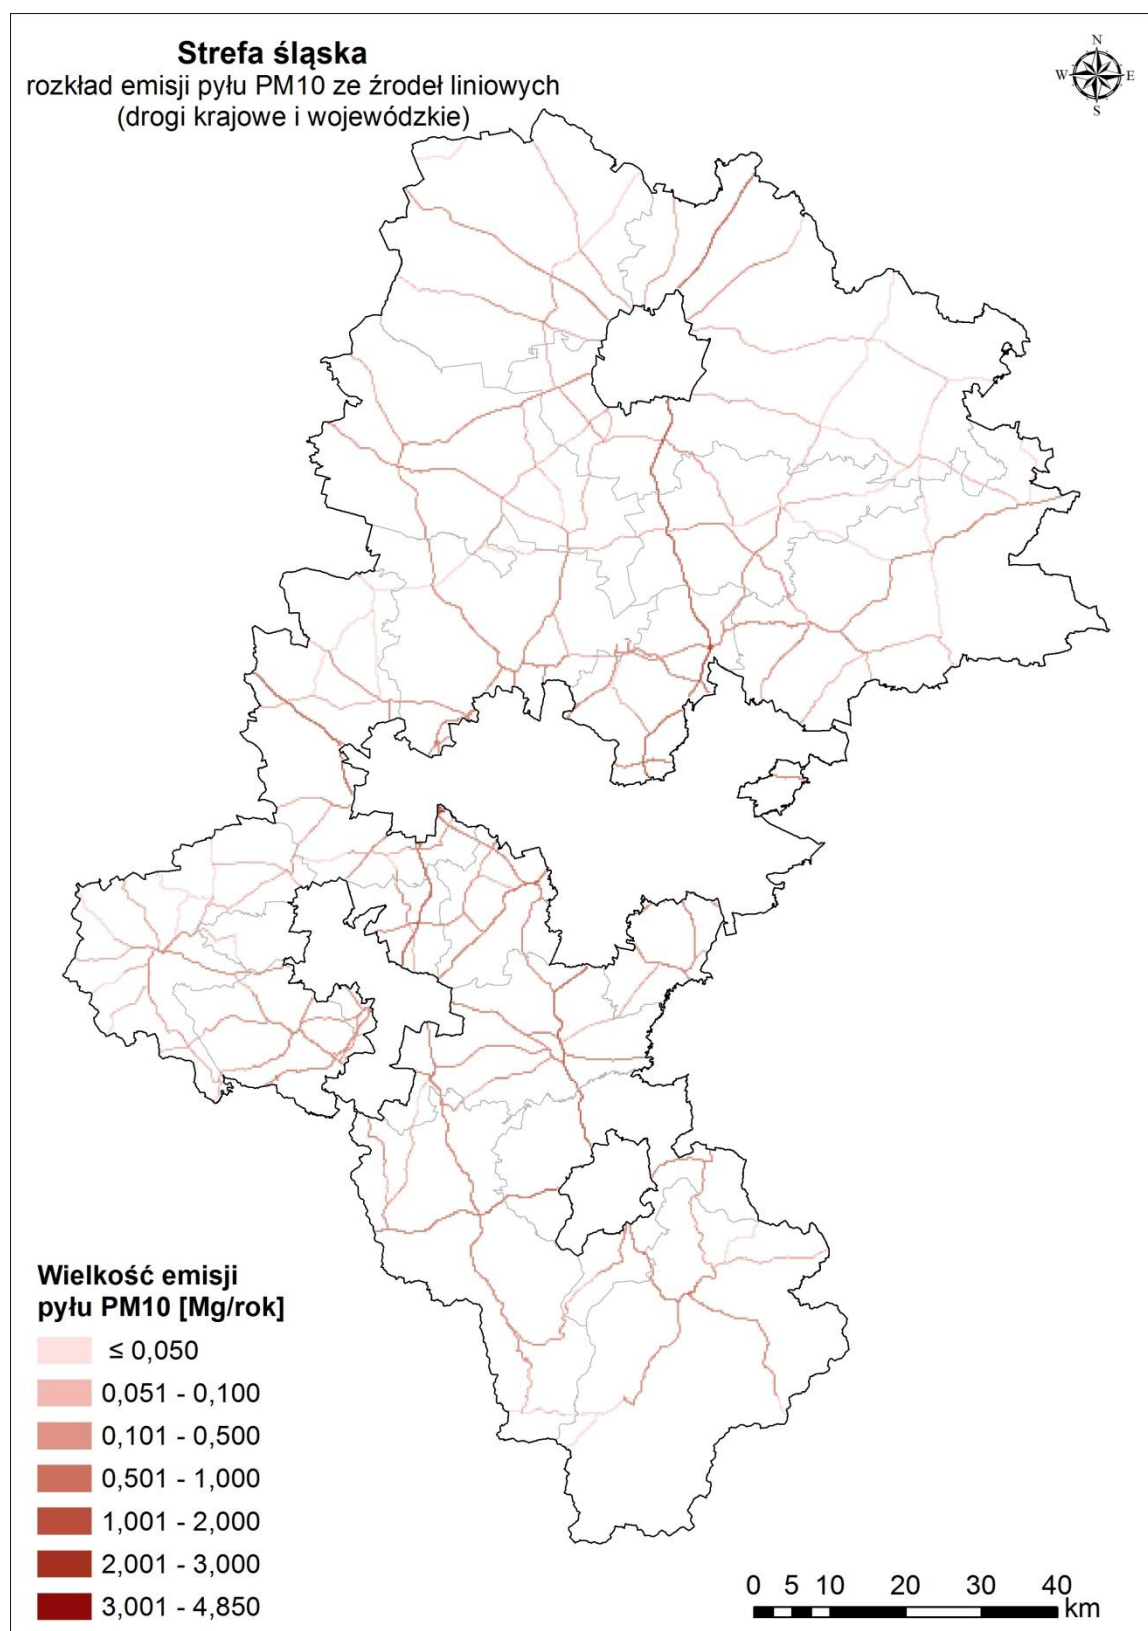 Strefa śląska
rozkład emisji pyłu PM10 ze źrodeł liniowych
(drogi krajowe i wojewódzkie)
N
W E
S
Wielkość emisji
pyłu PM10 [Mg/rok]
≤ 0,050
0,051 - 0,100
0,101 - 0,500
0,501 - 1,000
1,001 - 2,000
2,001 - 3,000
3,001 - 4,850
0 5 10 20 30 40
km